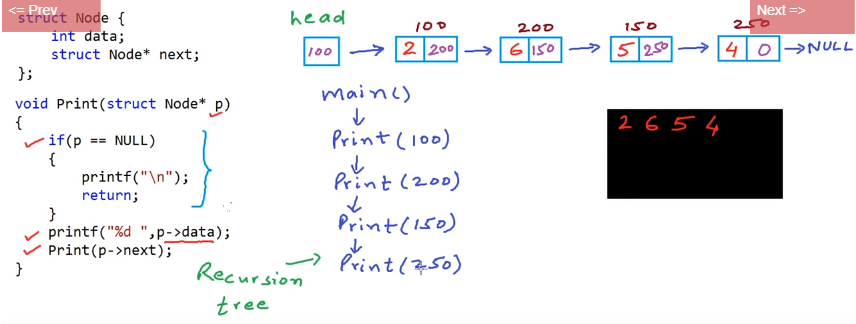 <= Prev
Next =>
struct Node {
int data;
struct Node* next;
};
void Print(struct Node* p)
{
if(p == NULL)
{
printf("\n");
return;
}
printf("%d ",p->data);
Print(p->next);
}
head
100 200 150 250
100 2 200 6 150 5 250 4 0 NULL
main()
Print(100)
Print(200)
Print(150)
Print(250)
Recursion
tree
2 6 5 4